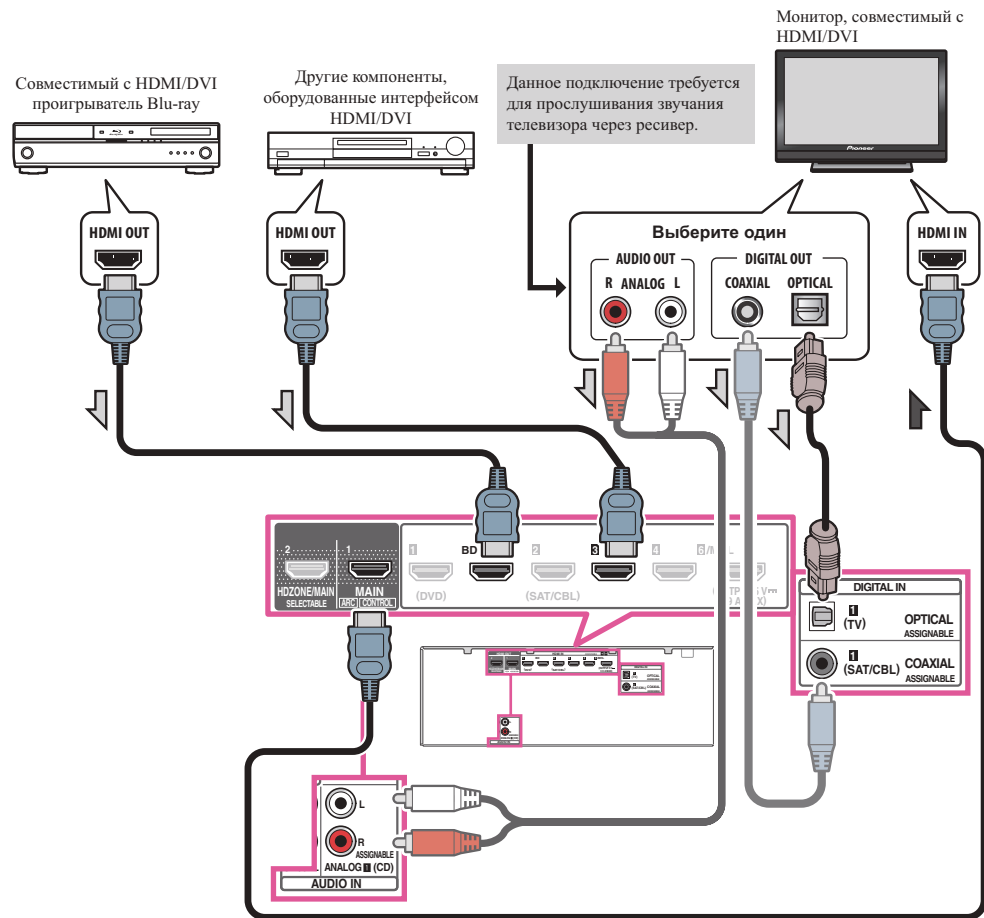 Монитор, совместимый с
HDMI/DVI
Совместимый с HDMI/DVI
проигрыватель Blu-ray
Другие компоненты,
оборудованные интерфейсом
HDMI/DVI
Данное подключение требуется
для прослушивания звучания
телевизора через ресивер.
Pioneer
HDMI OUT
HDMI OUT
Выберите один
AUDIO OUT
R ANALOG L
DIGITAL OUT
COAXIAL OPTICAL
HDMI IN
2
HDZONE/MAIN
SELECTABLE
1
MAIN
ARC CONTROL
1
(DVD)
BD
2
(SAT/CBL)
3
4
DIGITAL IN
1
(TV)
OPTICAL
ASSIGNABLE
1
(SAT/CBL)
COAXIAL
ASSIGNABLE
L
R
ASSIGNABLE
ANALOG 1 (CD)
AUDIO IN